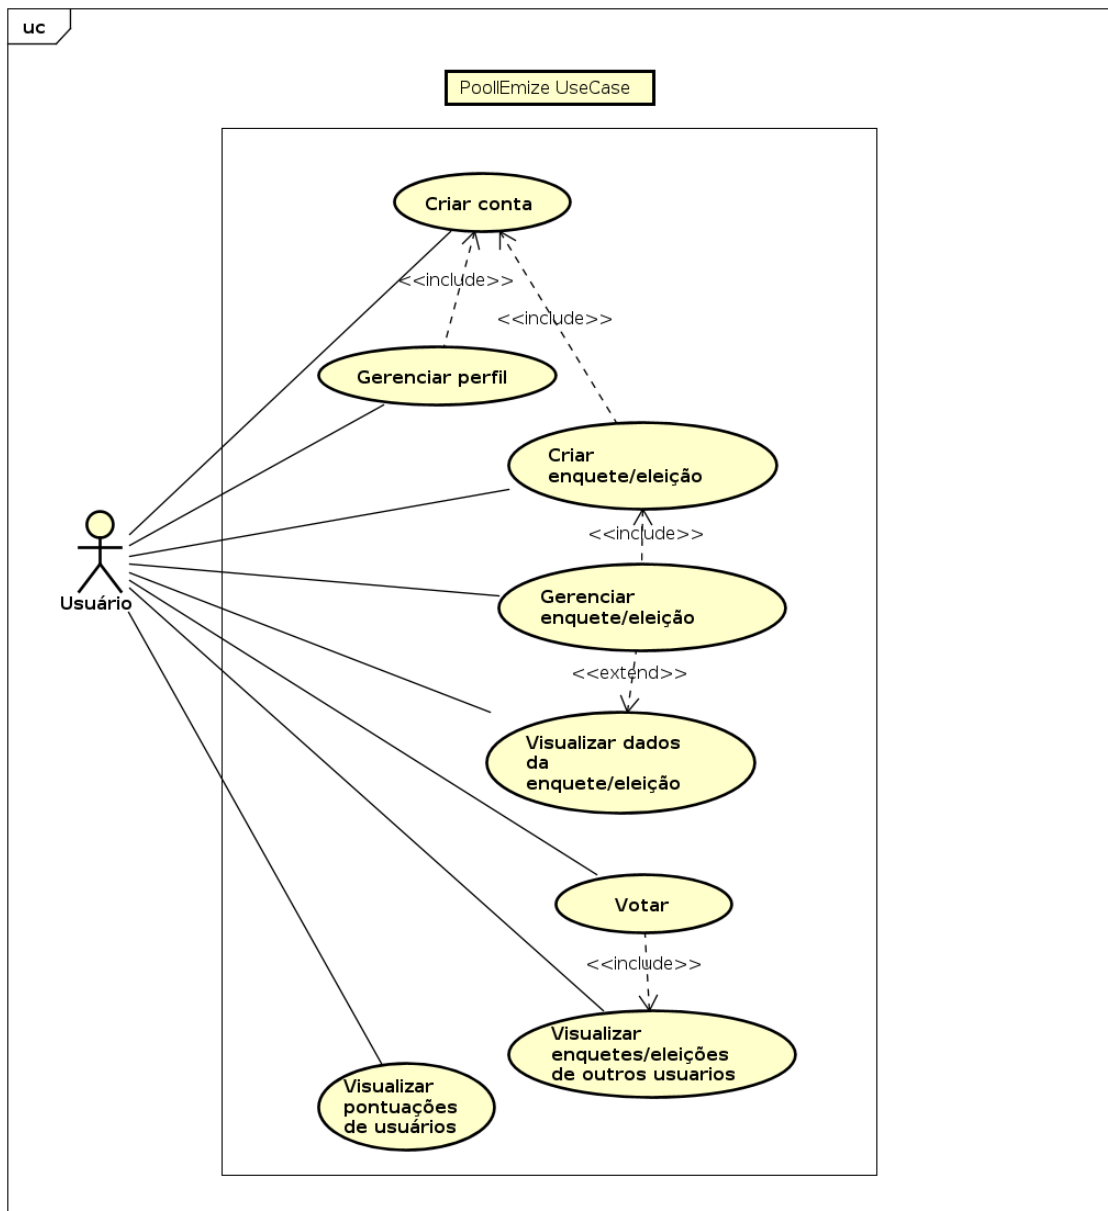 uc
PoollEmize UseCase
Criar conta
<<include>>
<<include>>
Gerenciar perfil
Criar
enquete/eleição
<<include>>
Gerenciar
enquete/eleição
Usuário
<<extend>>
Visualizar dados
da
enquete/eleição
Votar
<<include>>
Visualizar
enquetes/eleições
de outros usuarios
Visualizar
pontuações
de usuários